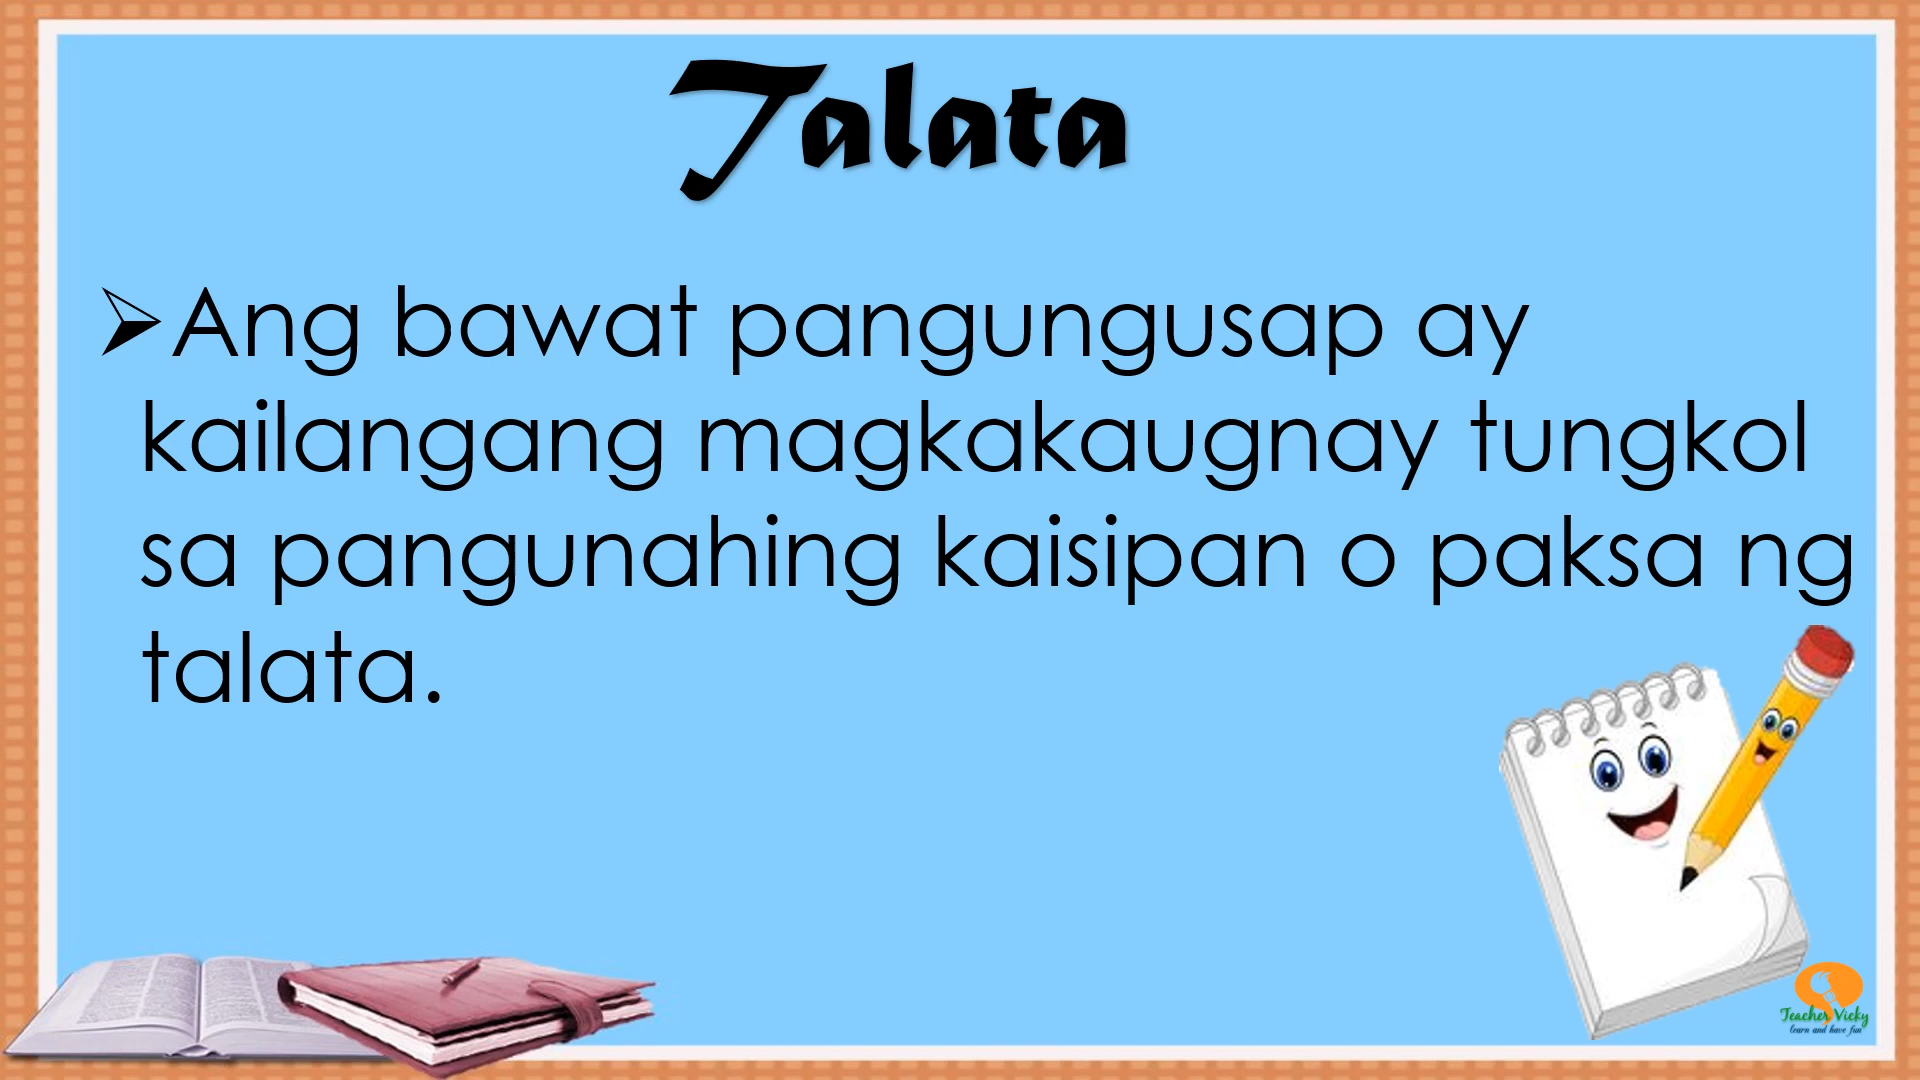 Talata
➢Ang bawat pangungusap ay
kailangang magkakaugnay tungkol
sa pangunahing kaisipan o paksa ng
talata.
Teacher Vicky
learn and have fun